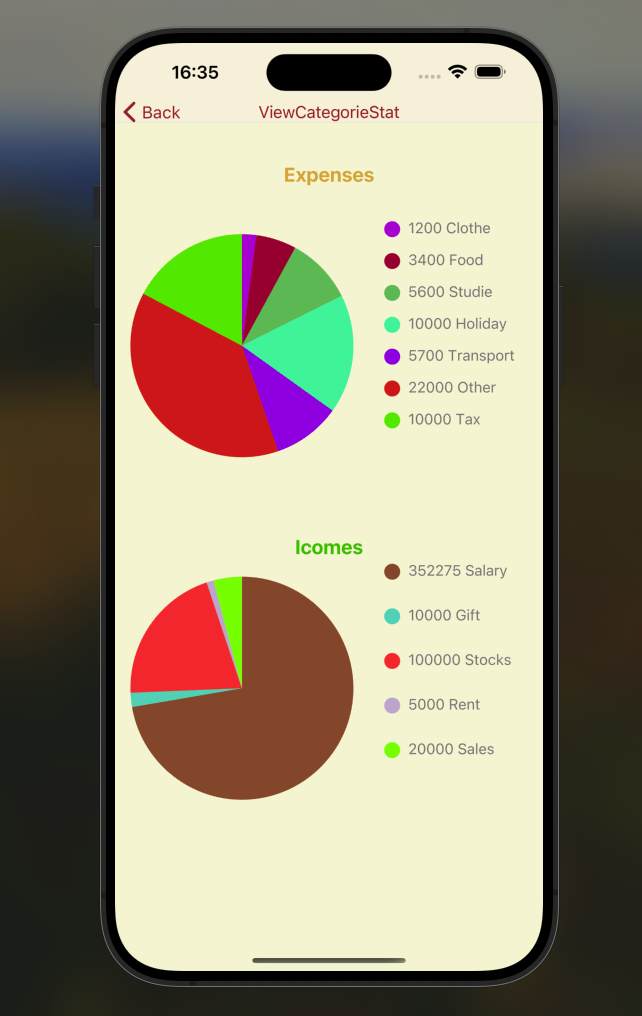 16:35
Back
ViewCategorieStat
Expenses
1200 Clothe
3400 Food
5600 Studie
10000 Holiday
5700 Transport
22000 Other
10000 Tax
Icomes
352275 Salary
10000 Gift
100000 Stocks
5000 Rent
20000 Sales